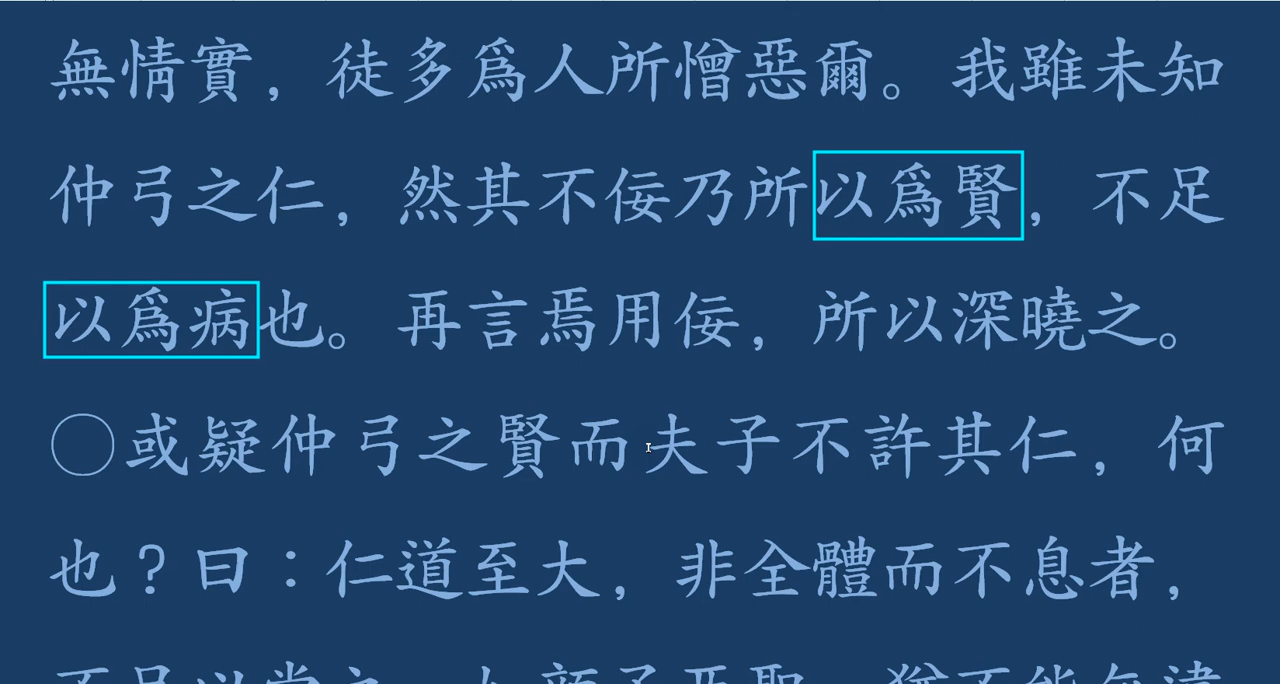 無情實，徒多爲人所憎惡爾。我雖未知
仲弓之仁，然其不佞乃所以爲賢，不足
以爲病也。再言焉用佞，所以深曉之。
◯或疑仲弓之賢而夫子不許其仁，何
也？曰：仁道至大，非全體而不息者，